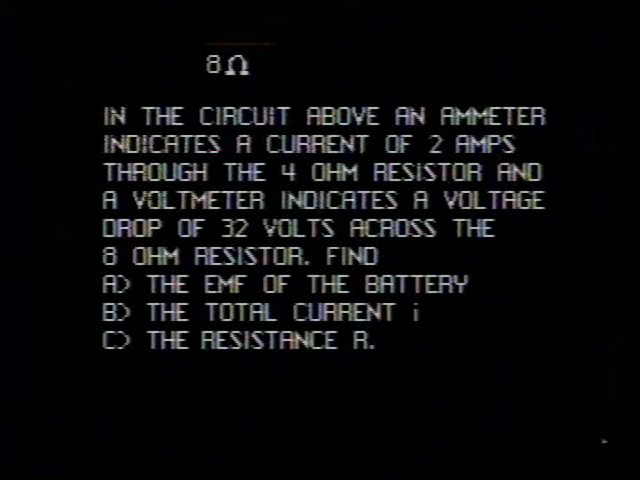 8Ω
IN THE CIRCUIT ABOVE AN AMMETER
INDICATES A CURRENT OF 2 AMPS
THROUGH THE 4 OHM RESISTOR AND
A VOLTMETER INDICATES A VOLTAGE
DROP OF 32 VOLTS ACROSS THE
8 OHM RESISTOR. FIND
A> THE EMF OF THE BATTERY
B> THE TOTAL CURRENT i
C> THE RESISTANCE R.